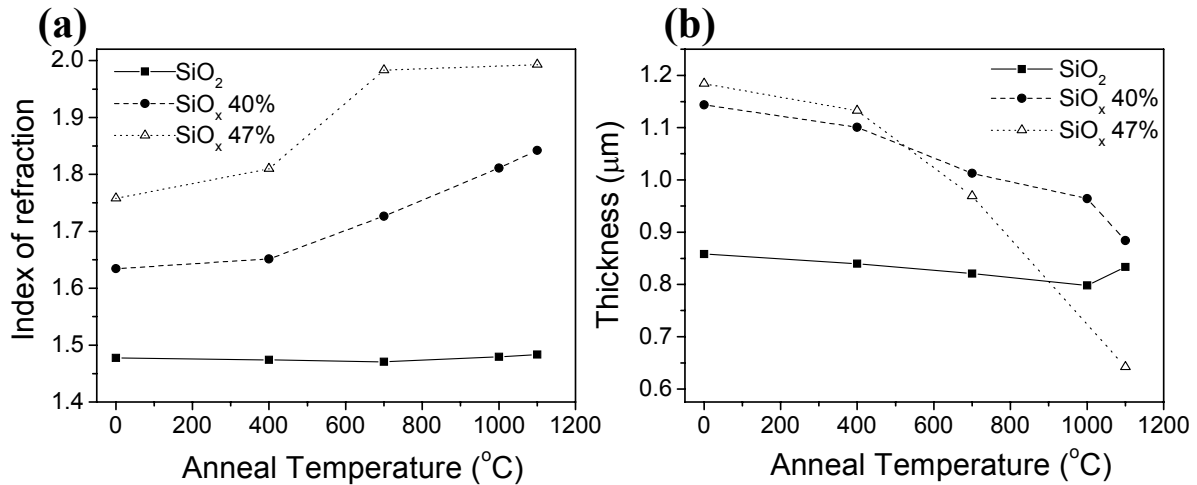 (a)
SiO₂
SiOₓ 40%
SiOₓ 47%
2.0
1.9
1.8
1.7
1.6
1.5
1.4
Index of refraction
0 200 400 600 800 1000 1200
Anneal Temperature (°C)
(b)
SiO₂
SiOₓ 40%
SiOₓ 47%
1.2
1.1
1.0
0.9
0.8
0.7
0.6
Thickness (μm)
0 200 400 600 800 1000 1200
Anneal Temperature (°C)